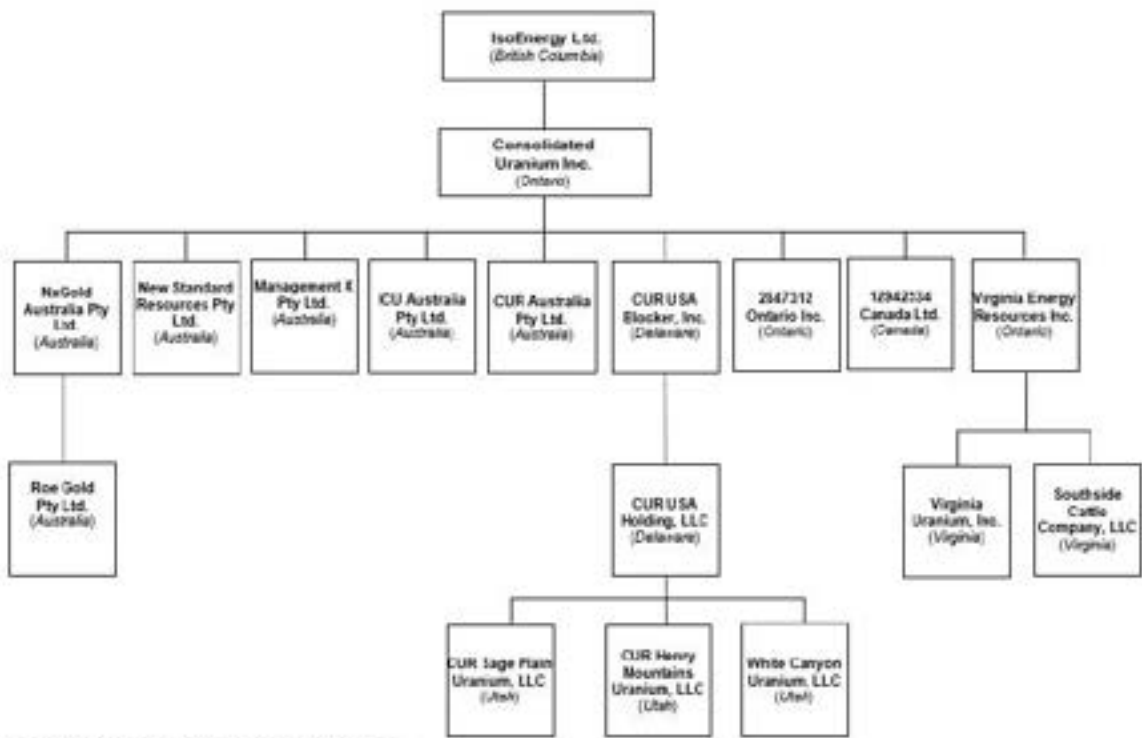 IsoEnergy Ltd.
(British Columbia)
Consolidated
Uranium Inc.
(Ontario)
NxGold
Australia Pty
Ltd.
(Australia)
New Standard
Resources Pty
Ltd.
(Australia)
Management X
Pty Ltd.
(Australia)
ICU Australia
Pty Ltd.
(Australia)
CUR Australia
Pty Ltd.
(Australia)
CUR USA
Blocker, Inc.
(Delaware)
2847312
Ontario Inc.
(Ontario)
12942534
Canada Ltd.
(Canada)
Virginia Energy
Resources Inc.
(Ontario)
Roe Gold
Pty Ltd.
(Australia)
CUR USA
Holding, LLC
(Delaware)
Virginia
Uranium, Inc.
(Virginia)
Southside
Cattle
Company, LLC
(Virginia)
CUR Sage Plain
Uranium, LLC
(Utah)
CUR Henry
Mountains
Uranium, LLC
(Utah)
White Canyon
Uranium, LLC
(Utah)